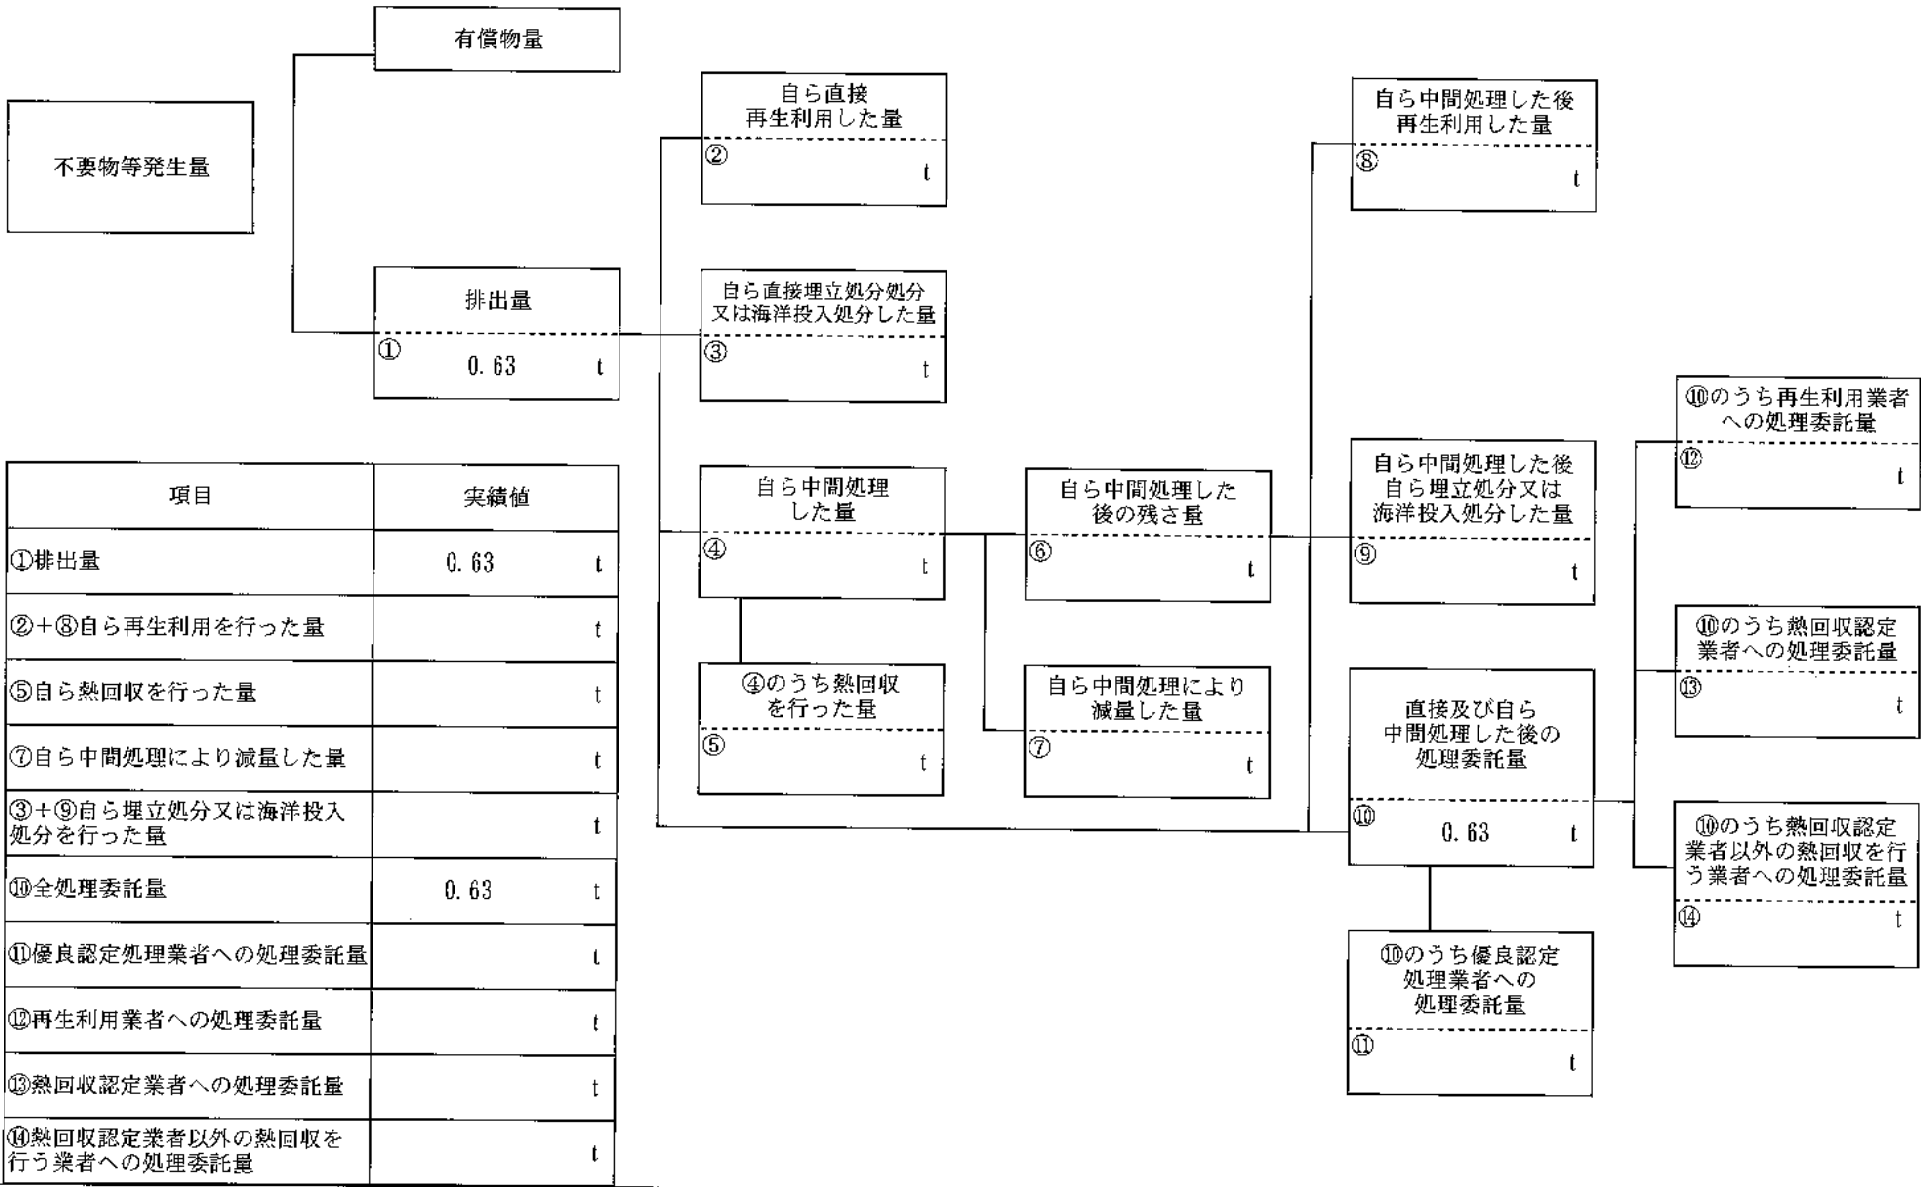 有償物量
不要物等発生量
排出量
①
0.63 t
自ら直接
再生利用した量
②
t
自ら直接埋立処分処分
又は海洋投入処分した量
③
t
自ら中間処理
した量
④
t
④のうち熱回収
を行った量
⑤
t
自ら中間処理した
後の残さ量
⑥
t
自ら中間処理により
減量した量
⑦
t
自ら中間処理した後
再生利用した量
⑧
t
自ら中間処理した後
自ら埋立処分又は
海洋投入処分した量
⑨
t
直接及び自ら
中間処理した後の
処理委託量
⑩
0.63 t
⑩のうち優良認定
処理業者への
処理委託量
⑪
t
⑩のうち再生利用業者
への処理委託量
⑫
t
⑩のうち熱回収認定
業者への処理委託量
⑬
t
⑩のうち熱回収認定
業者以外の熱回収を行
う業者への処理委託量
⑭
t
項目 実績値
①排出量 0.63 t
②+⑧自ら再生利用を行った量 t
⑤自ら熱回収を行った量 t
⑦自ら中間処理により減量した量 t
③+⑨自ら埋立処分又は海洋投入
処分を行った量 t
⑩全処理委託量 0.63 t
⑪優良認定処理業者への処理委託量 t
⑫再生利用業者への処理委託量 t
⑬熱回収認定業者への処理委託量 t
⑭熱回収認定業者以外の熱回収を
行う業者への処理委託量 t